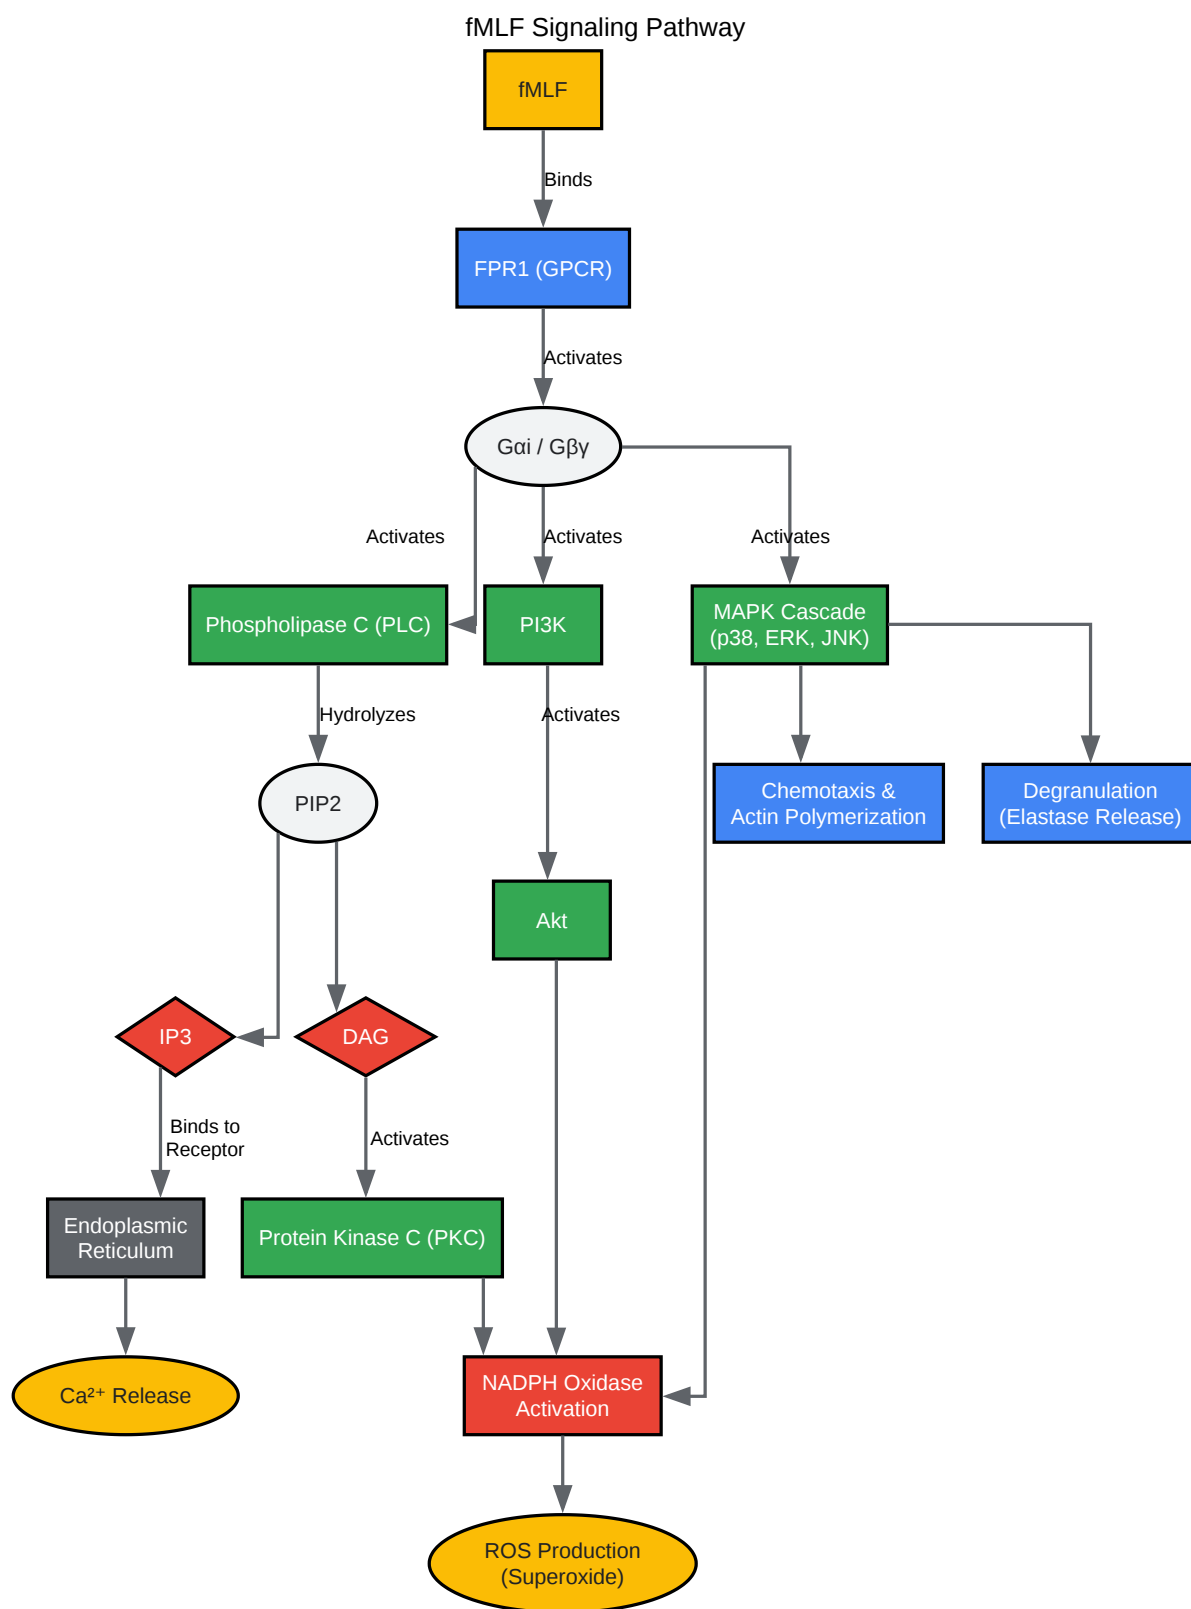 fMLF Signaling Pathway
fMLF
Binds
FPR1 (GPCR)
Activates
Gαi / Gβγ
Activates
Activates
Activates
Phospholipase C (PLC)
PI3K
MAPK Cascade
(p38, ERK, JNK)
Hydrolyzes
Activates
PIP2
Chemotaxis &
Actin Polymerization
Degranulation
(Elastase Release)
Akt
IP3
DAG
Binds to
Receptor
Activates
Endoplasmic
Reticulum
Protein Kinase C (PKC)
Ca²⁺ Release
NADPH Oxidase
Activation
ROS Production
(Superoxide)